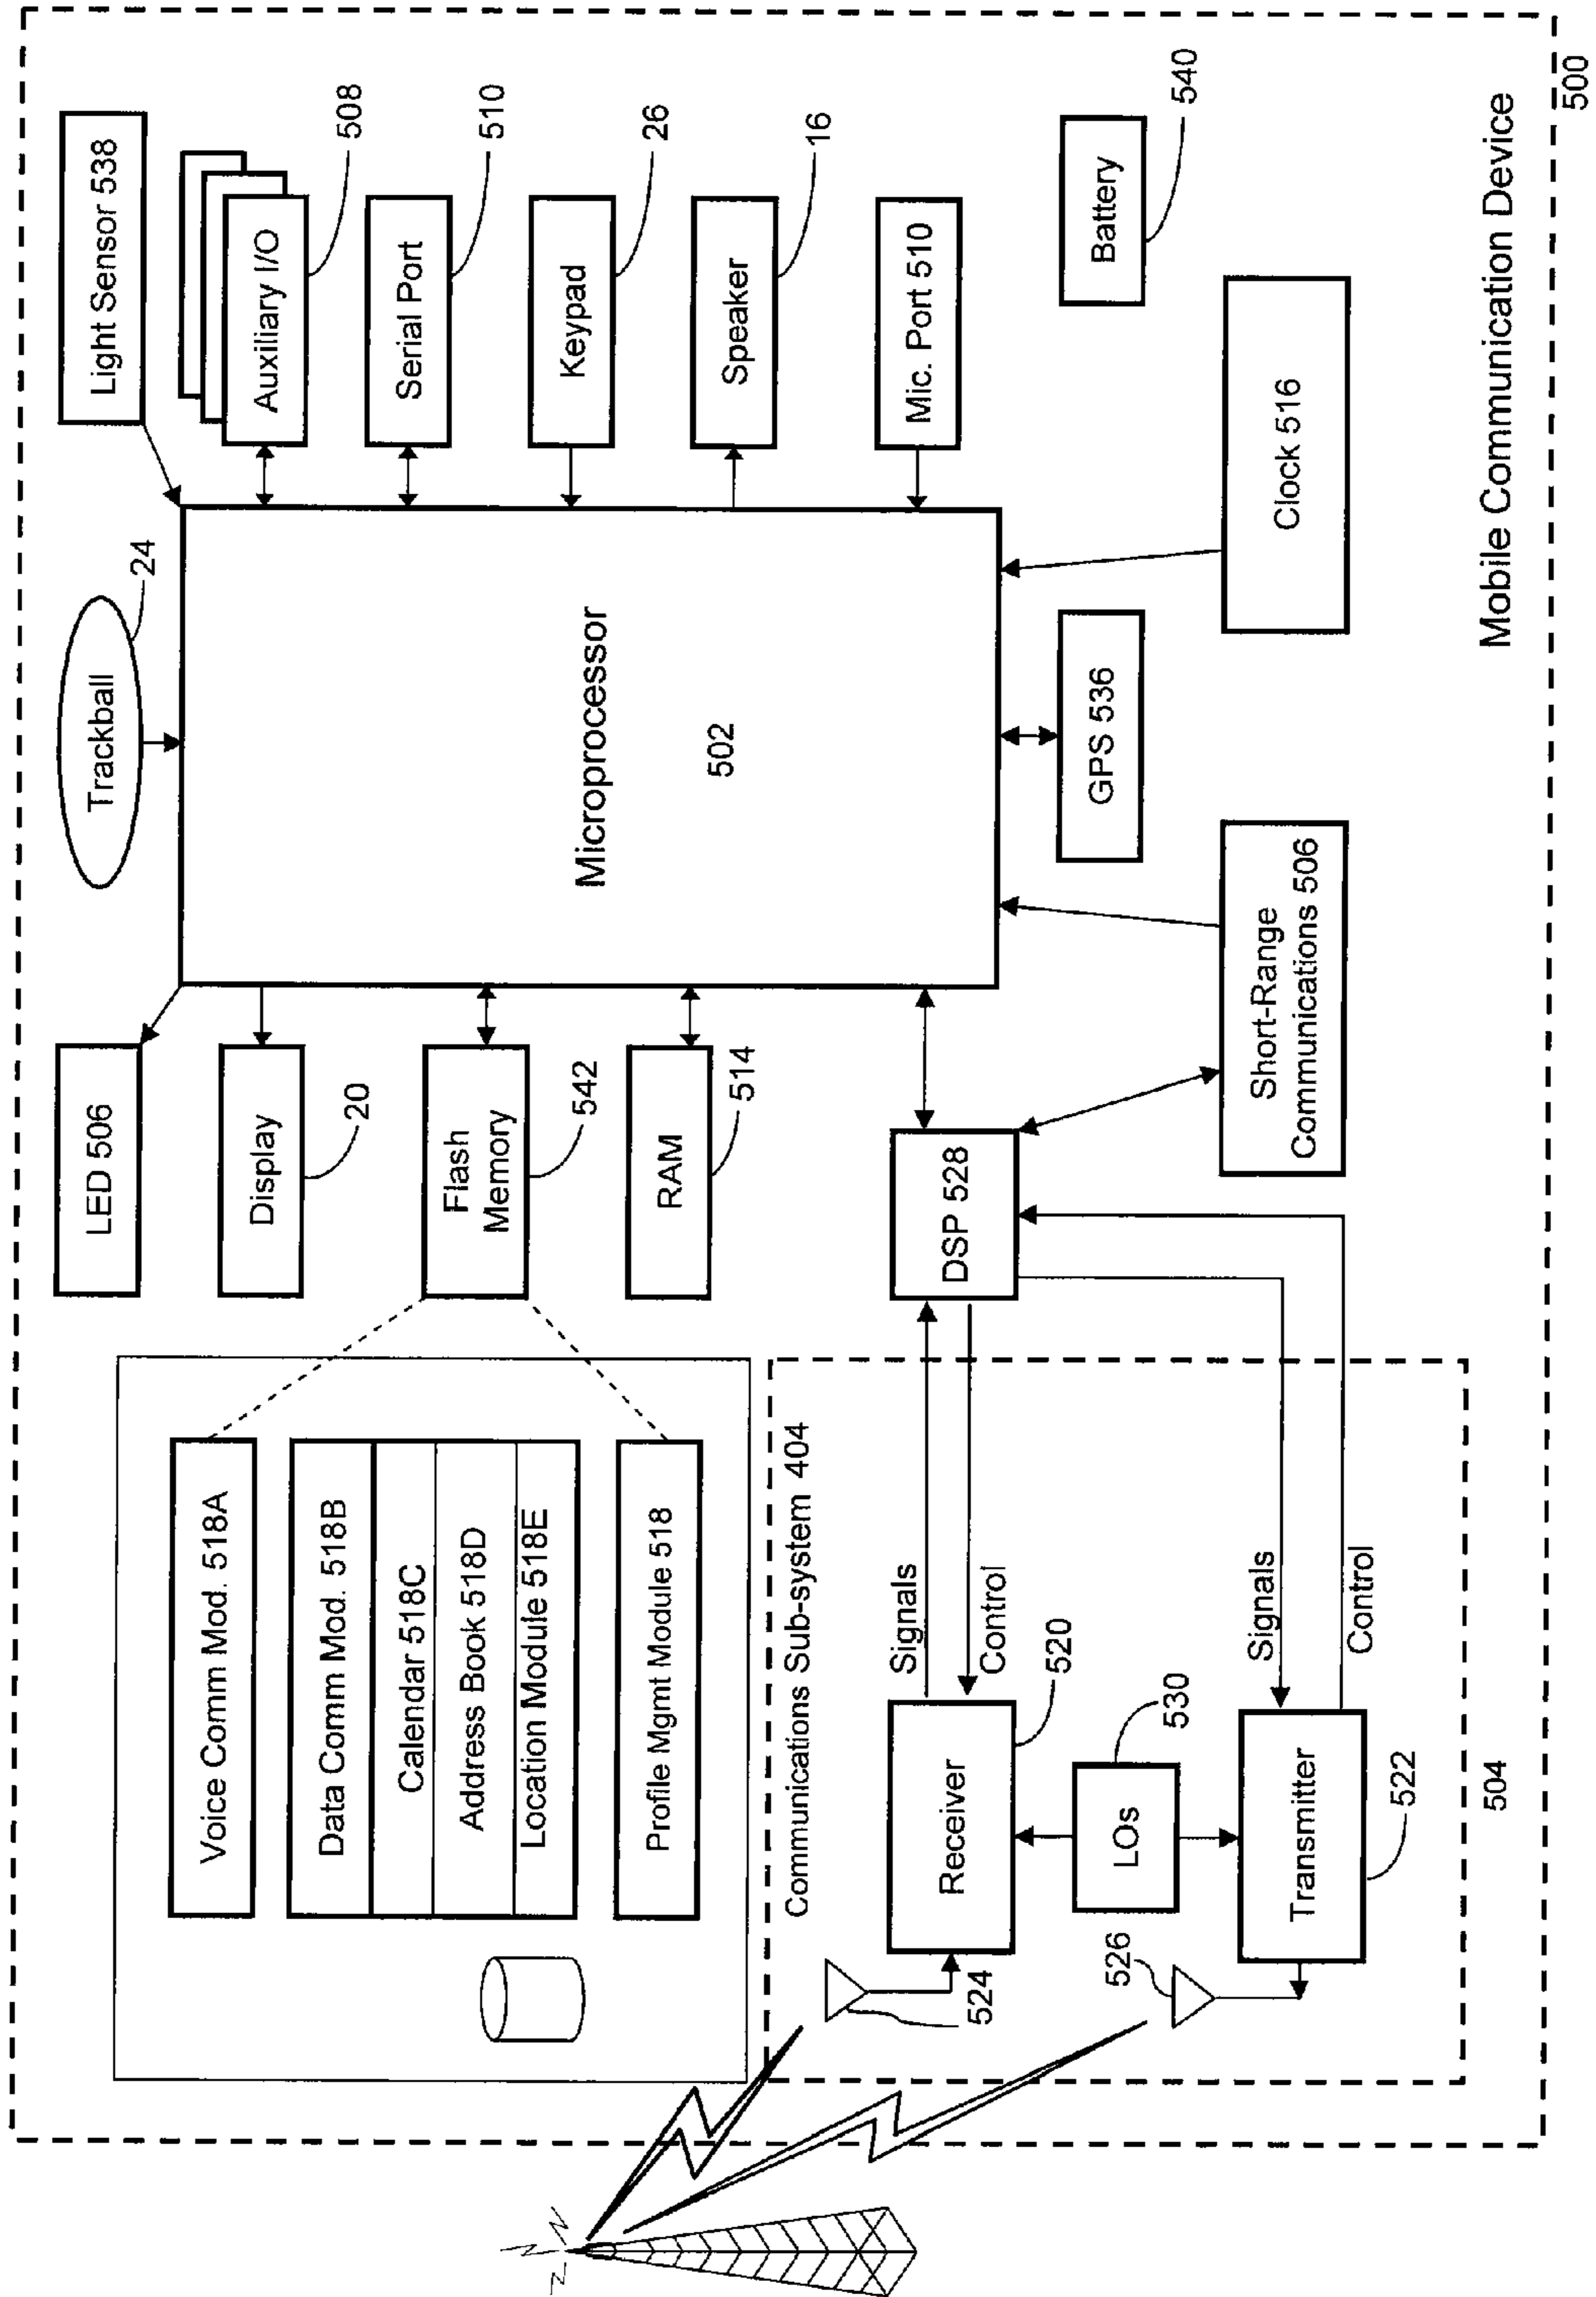 Trackball
24
Light Sensor 538
LED 506
Display
20
Auxiliary I/O
508
Voice Comm Mod. 518A
Data Comm Mod. 518B
Calendar 518C
Address Book 518D
Location Module 518E
Profile Mgmt Module 518
Flash
Memory
542
RAM
514
Microprocessor
502
Serial Port
510
Keypad
26
Speaker
16
Mic. Port 510
Communications Sub-system 404
Signals
Control
Receiver
520
524
DSP 528
GPS 536
Battery
540
LOs
530
526
Signals
Control
Transmitter
522
Short-Range
Communications 506
Clock 516
504
Mobile Communication Device
500